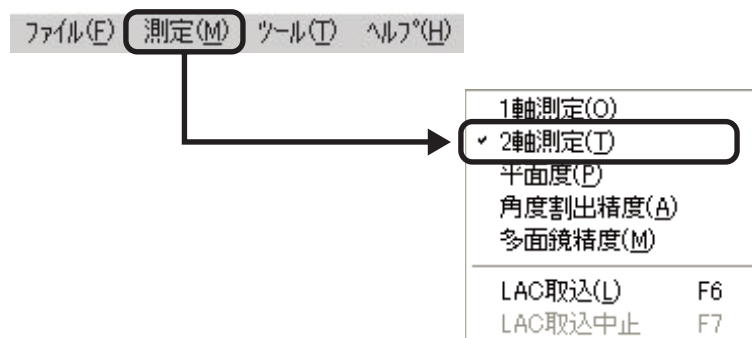 ファイル(F) 測定(M) ツール(T) ヘルプ(H)
1軸測定(O)
✓ 2軸測定(T)
平面度(P)
角度割出精度(A)
多面鏡精度(M)
LAC取込(L) F6
LAC取込中止 F7